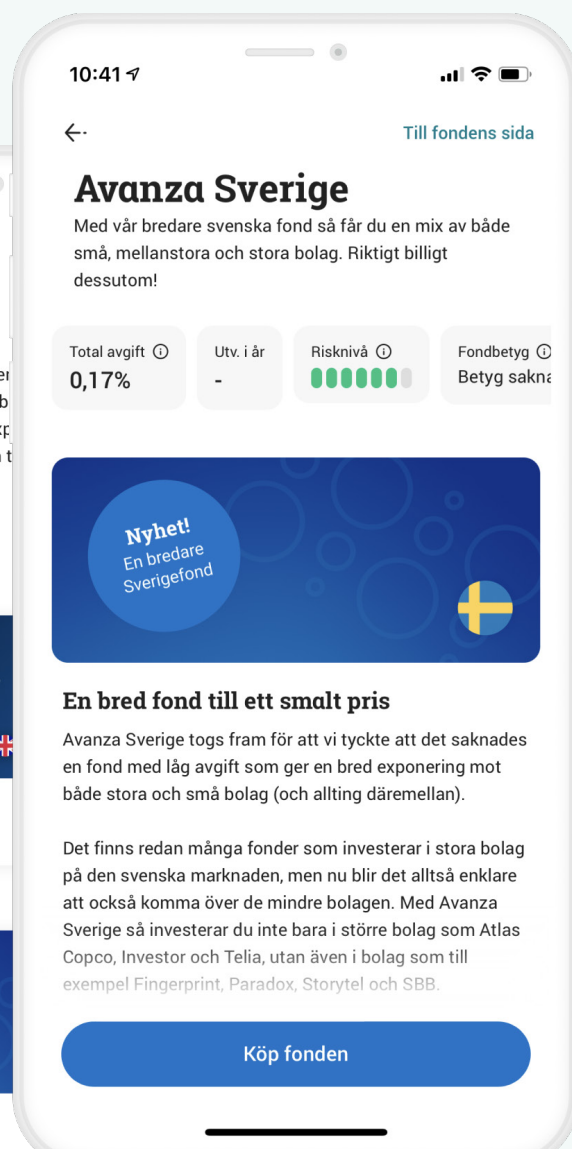 10:41
Till fondens sida
Avanza Sverige
Med vår bredare svenska fond så får du en mix av både
små, mellanstora och stora bolag. Riktigt billigt
dessutom!
Total avgift
0,17%
Utv. i år
-
Risknivå
Fondbetyg
Betyg
Nyhet!
En bredare
Sverigefond
En bred fond till ett smalt pris
Avanza Sverige togs fram för att vi tyckte att det saknades
en fond med låg avgift som ger en bred exponering mot
både stora och små bolag (och allting däremellan).
Det finns redan många fonder som investerar i stora bolag
på den svenska marknaden, men nu blir det alltså enklare
att också komma över de mindre bolagen. Med Avanza
Sverige så investerar du inte bara i större bolag som Atlas
Copco, Investor och Telia, utan även i bolag som till
exempel Fingerprint, Paradox, Storytel och SBB.
Köp fonden